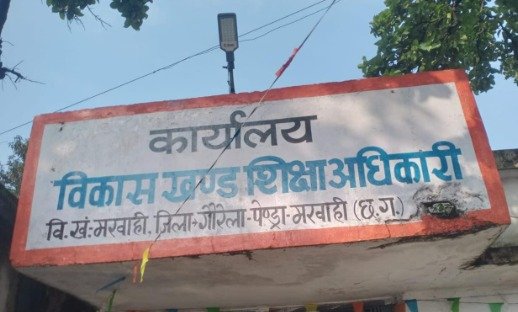 कार्यालय
विकास खण्ड शिक्षा अधिकारी
वि.खं:-मरवाही, जिला-गौरेला-पेण्ड्रा-मरवाही (छ.ग.)